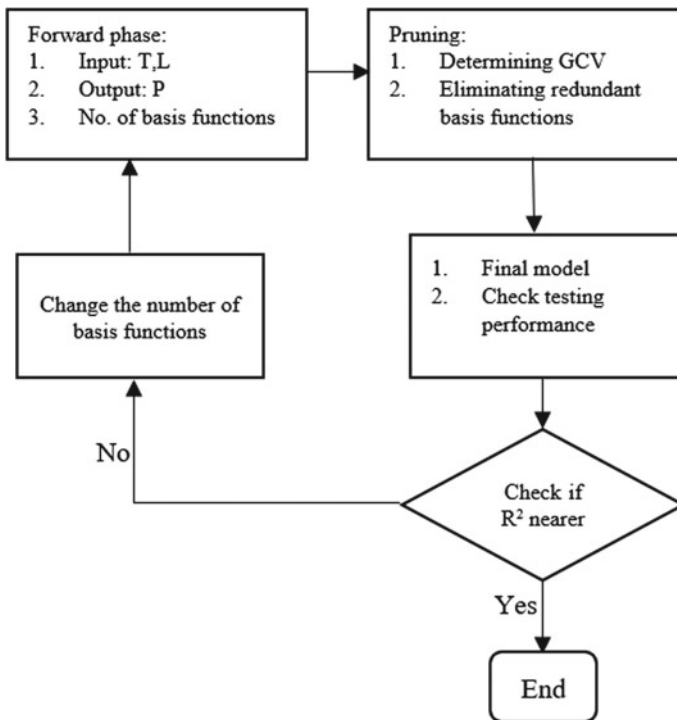 Forward phase:
1. Input: T,L
2. Output: P
3. No. of basis functions
Pruning:
1. Determining GCV
2. Eliminating redundant
basis functions
1. Final model
2. Check testing
performance
Change the number of
basis functions
No
Check if
R² nearer
Yes
End